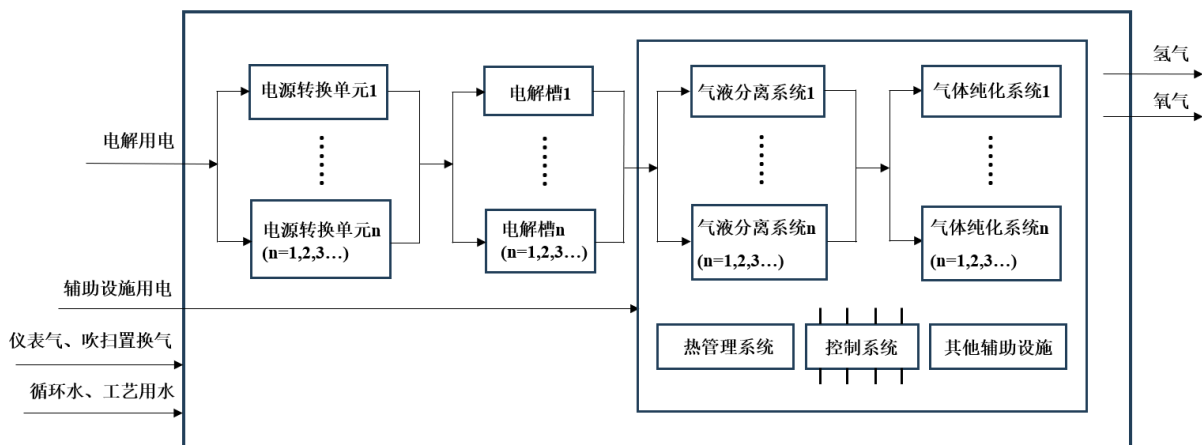 氢气
氧气
电源转换单元1
电解槽1
气液分离系统1
气体纯化系统1
电解用电
电源转换单元n
(n=1,2,3…)
电解槽n
(n=1,2,3…)
气液分离系统n
(n=1,2,3…)
气体纯化系统n
(n=1,2,3…)
辅助设施用电
仪表气、吹扫置换气
循环水、工艺用水
热管理系统
控制系统
其他辅助设施